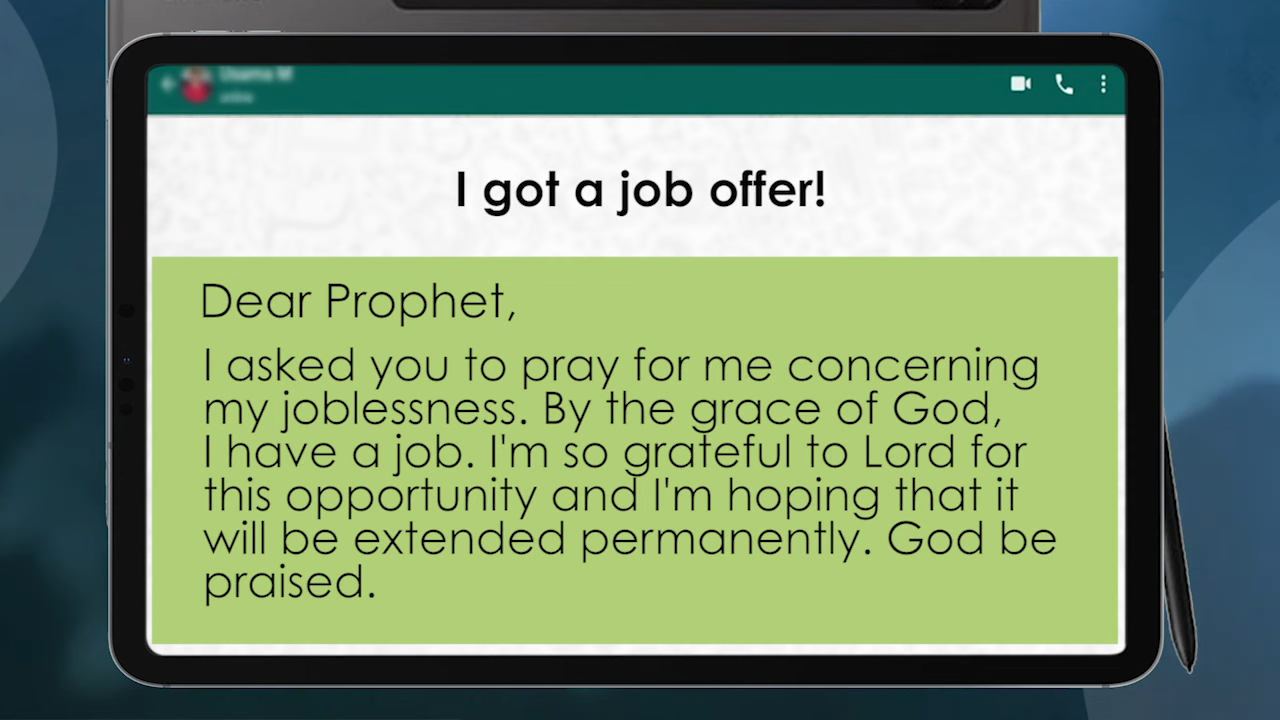 I got a job offer!
Dear Prophet,
I asked you to pray for me concerning
my joblessness. By the grace of God,
I have a job. I'm so grateful to Lord for
this opportunity and I'm hoping that it
will be extended permanently. God be
praised.